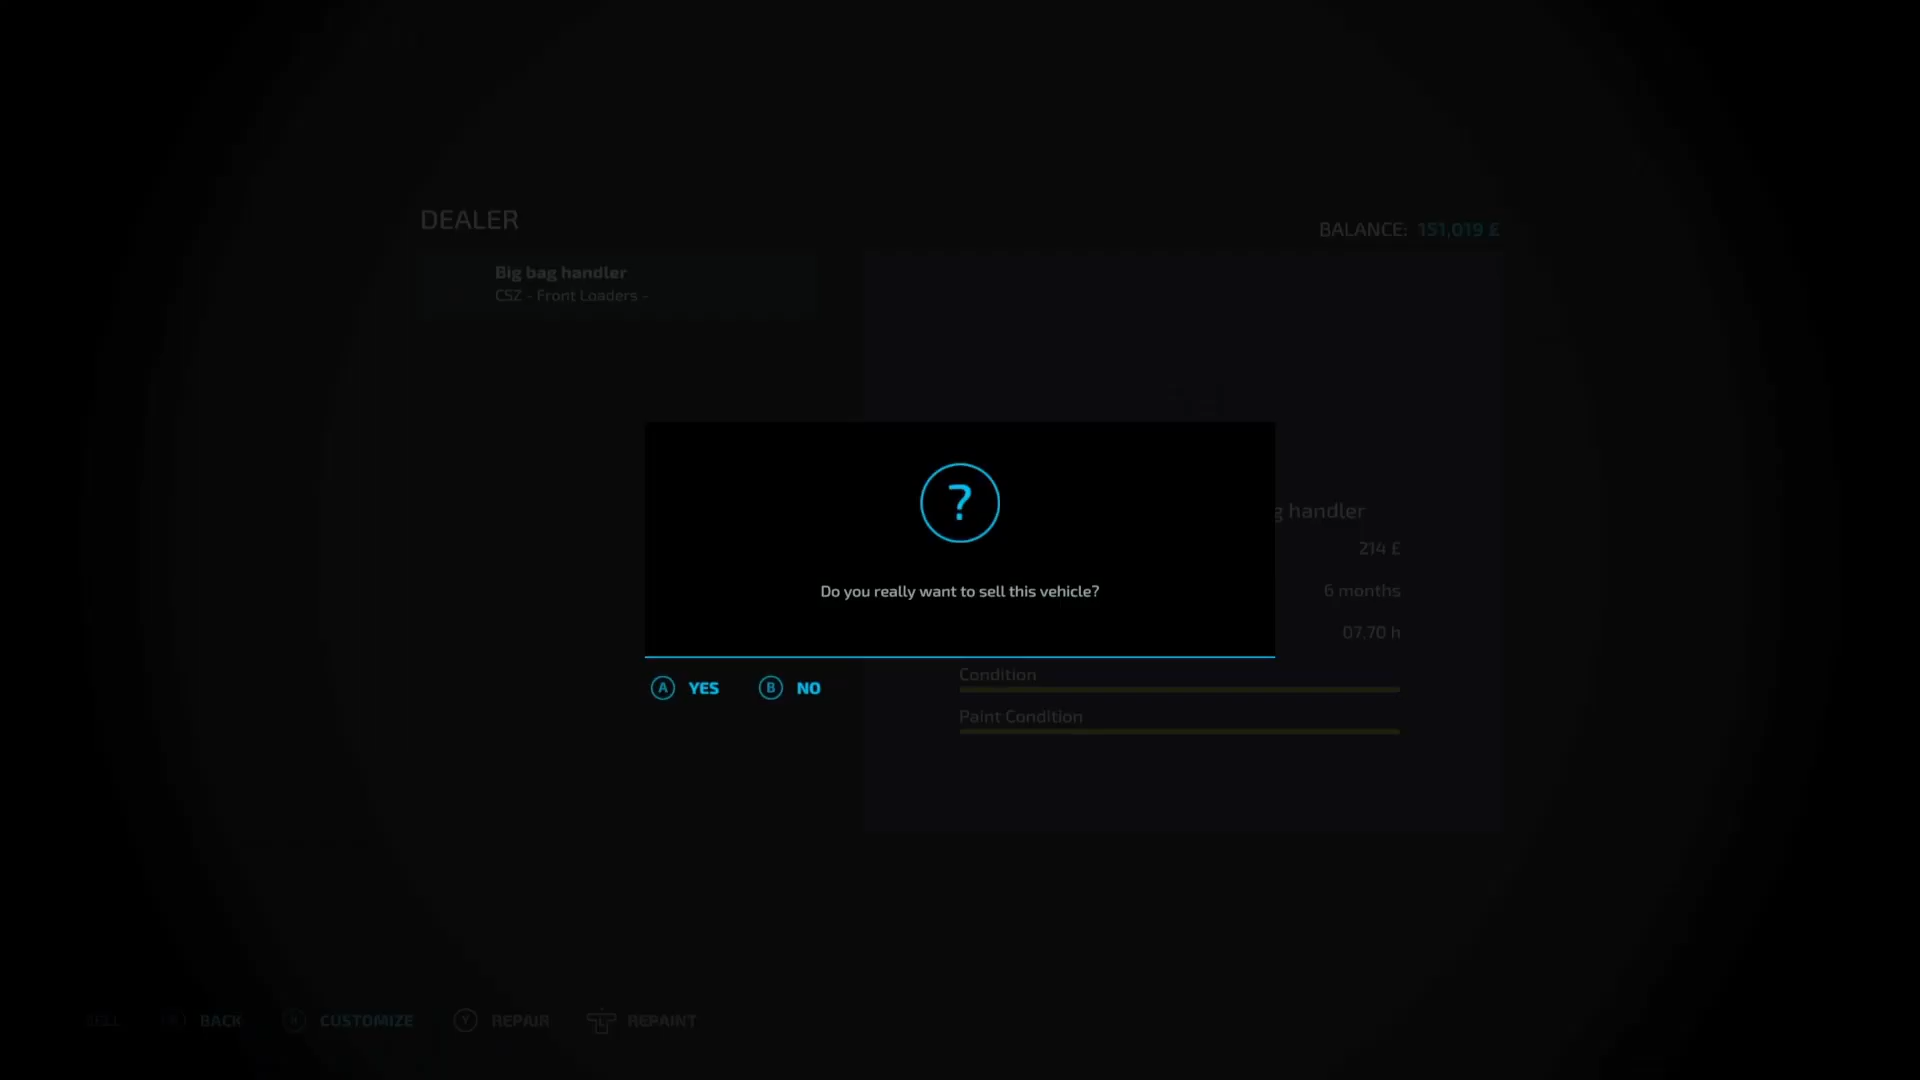 DEALER
BALANCE: 151,019 £
Big bag handler
CSZ - Front Loaders -
?
g handler
214 £
Do you really want to sell this vehicle?
6 months
07.70 h
Condition
A YES B NO
Paint Condition
SELL BACK CUSTOMIZE Y REPAIR L REPAINT